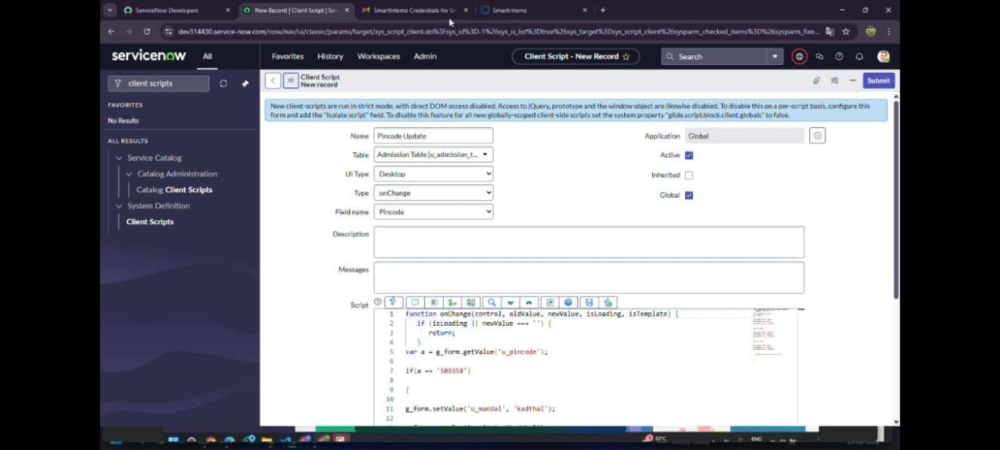 ServiceNow Developers
New Record | Client Script | Ser
SmartInternz Credentials for Sh
Smartinternz
dev314430.service-now.com/now/nav/ui/classic/params/target/sys_script_client.do%3Fsys_id%3D-1%26sys_is_list%3Dtrue%26sys_target%3Dsys_script_client%26sysparm_checked_items%3D%26sysparm_fixe...
servicenow All Favorites History Workspaces Admin Client Script - New Record Search
client scripts
Client Script
New record
Submit
FAVORITES
No Results
ALL RESULTS
Service Catalog
Catalog Administration
Catalog Client Scripts
System Definition
Client Scripts
New client-scripts are run in strict mode, with direct DOM access disabled. Access to jQuery, prototype and the window object are likewise disabled. To disable this on a per-script basis, configure this
form and add the "Isolate script" field. To disable this feature for all new globally-scoped client-side scripts set the system property "glide.script.block.client.globals" to false.
Name Pincode Update
Application Global
Table Admission Table [u_admission_t...
Active
UI Type Desktop
Inherited
Type onChange
Global
Field name Pincode
Description
Messages
Script
1 function onChange(control, oldValue, newValue, isLoading, isTemplate) {
2 if (isLoading || newValue === '') {
3 return;
4 }
5 var a = g_form.getValue('u_pincode');
6
7 if(a == '509358')
8
9 {
10
11 g_form.setValue('u_mandal', 'kadthal');
12
32°C
ENG